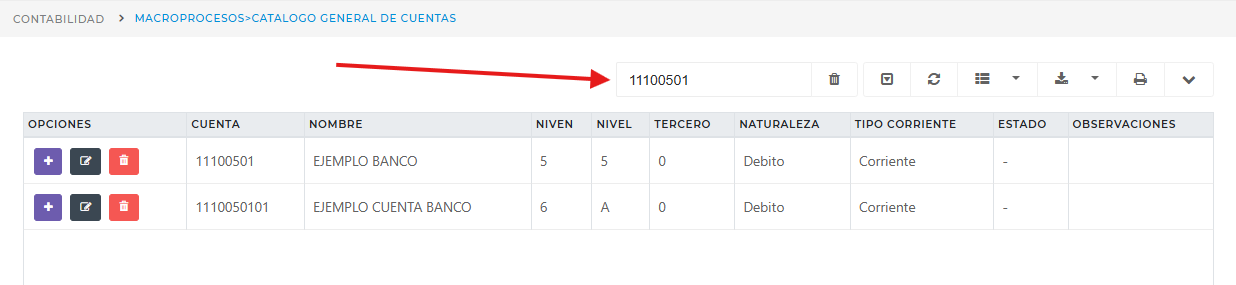 CONTABILIDAD > MACROPROCESOS>CATALOGO GENERAL DE CUENTAS
11100501
OPCIONES CUENTA NOMBRE NIVEN NIVEL TERCERO NATURALEZA TIPO CORRIENTE ESTADO OBSERVACIONES
11100501 EJEMPLO BANCO 5 5 0 Debito Corriente -
1110050101 EJEMPLO CUENTA BANCO 6 A 0 Debito Corriente -